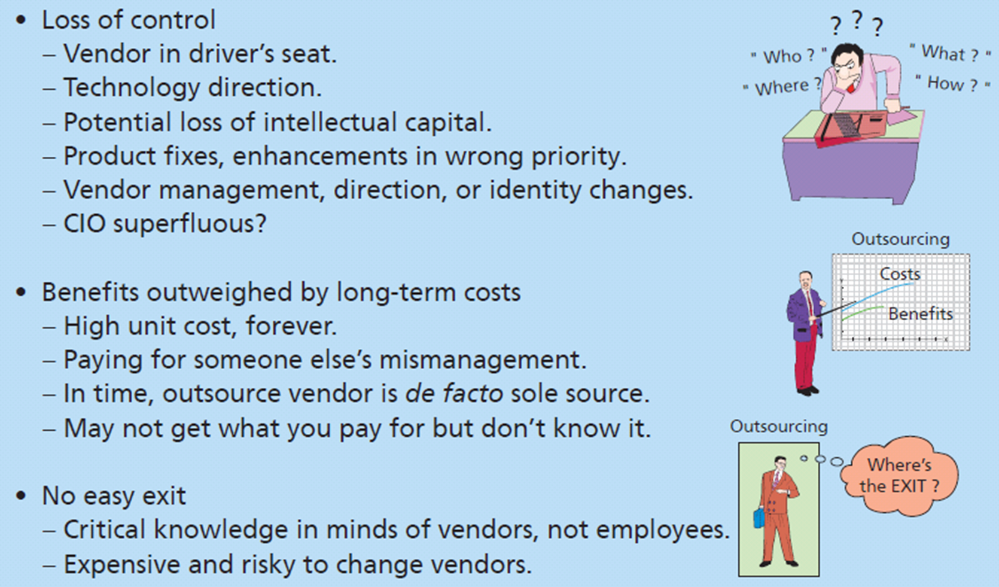 • Loss of control
– Vendor in driver’s seat.
– Technology direction.
– Potential loss of intellectual capital.
– Product fixes, enhancements in wrong priority.
– Vendor management, direction, or identity changes.
– CIO superfluous?
? ? ?
" Who ? "
" What ? "
" Where ?
" How ? "
• Benefits outweighed by long-term costs
– High unit cost, forever.
– Paying for someone else’s mismanagement.
– In time, outsource vendor is de facto sole source.
– May not get what you pay for but don’t know it.
Outsourcing
Costs
Benefits
• No easy exit
– Critical knowledge in minds of vendors, not employees.
– Expensive and risky to change vendors.
Outsourcing
Where’s
the EXIT ?